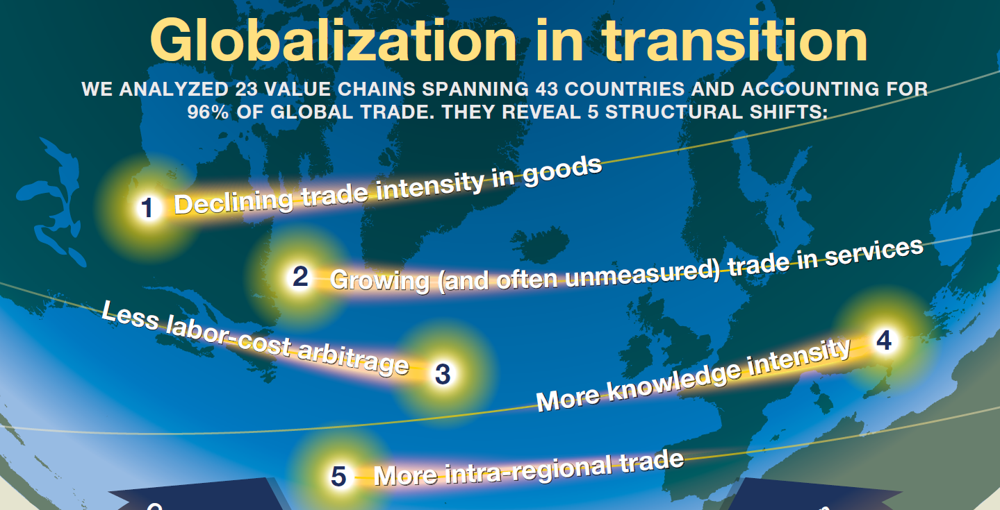 Globalization in transition
WE ANALYZED 23 VALUE CHAINS SPANNING 43 COUNTRIES AND ACCOUNTING FOR
96% OF GLOBAL TRADE. THEY REVEAL 5 STRUCTURAL SHIFTS:
1 Declining trade intensity in goods
2 Growing (and often unmeasured) trade in services
Less labor-cost arbitrage 3
More knowledge intensity 4
5 More intra-regional trade